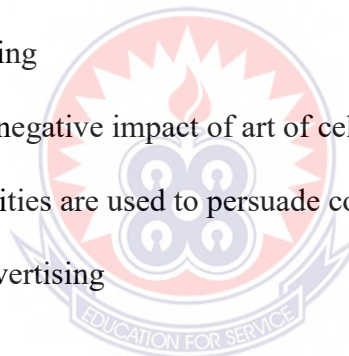 ing
negative impact of art of cel
ities are used to persuade co
vertising
EDUCATION FOR SERVICE